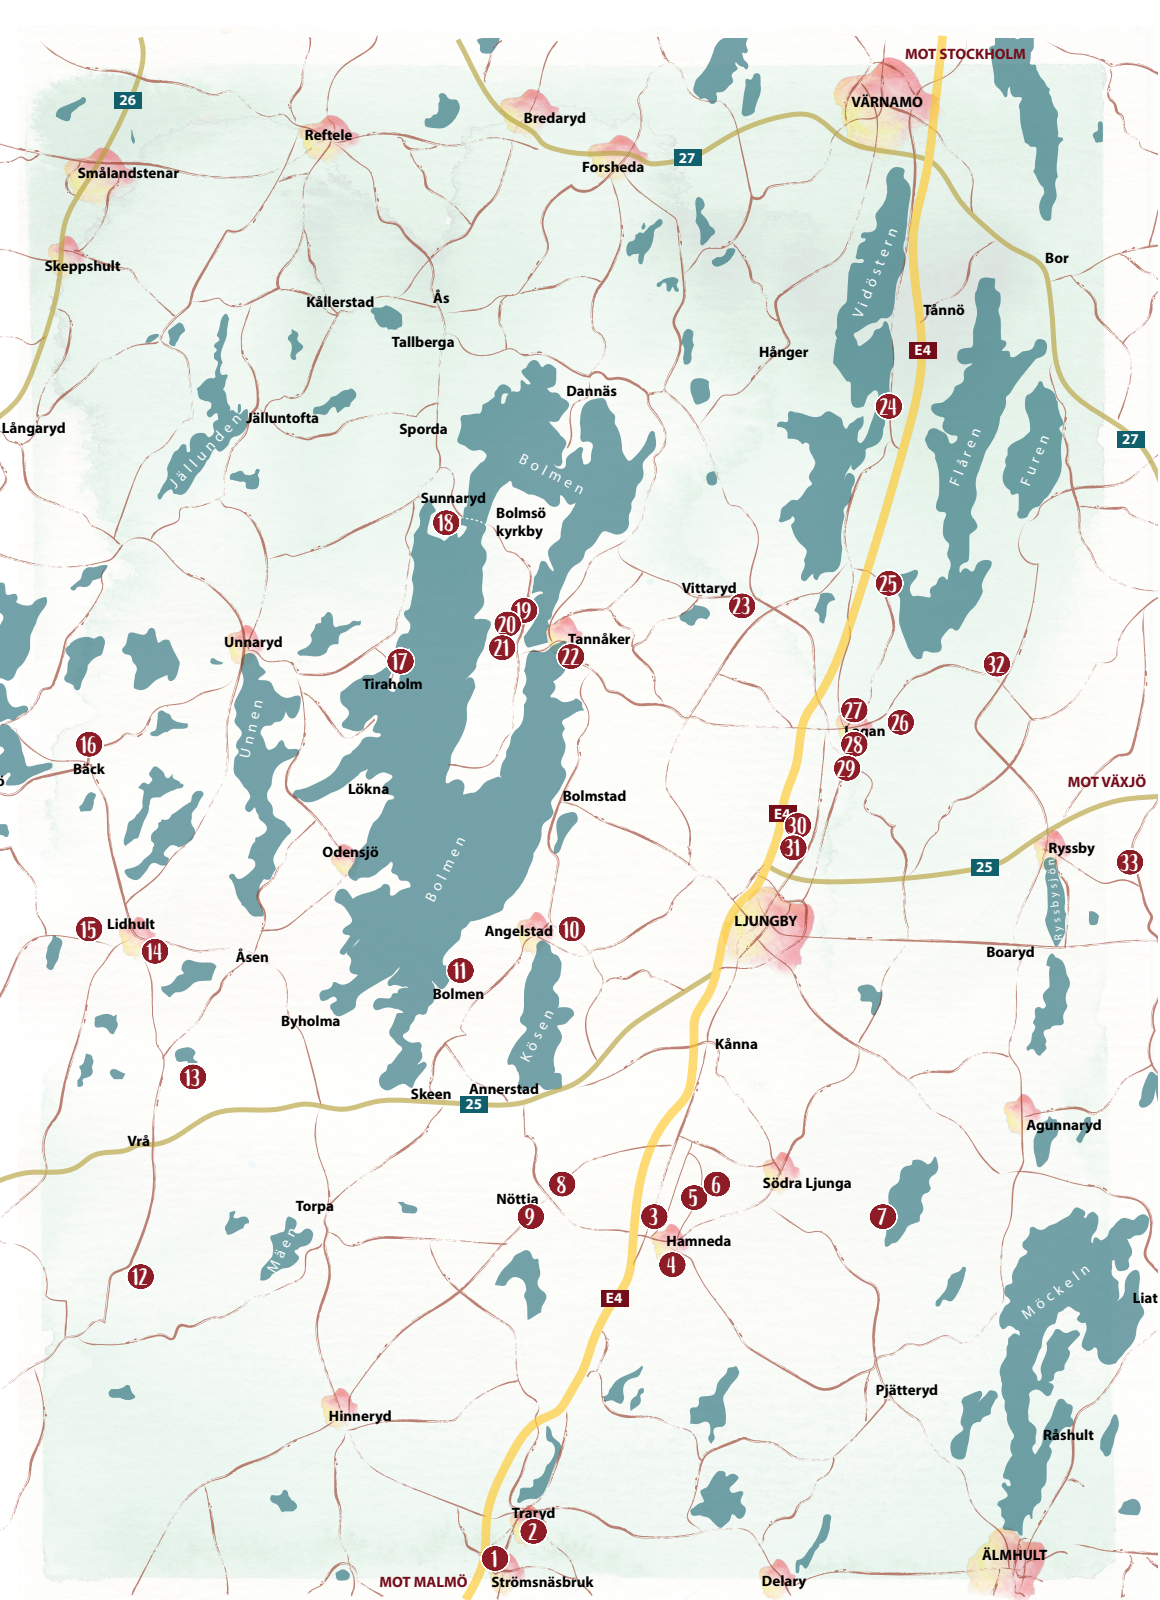 MOT STOCKHOLM
26
VÄRNAMO
Bredaryd
Reftele
27
Forsheda
Smålandstenar
Skeppshult
Bor
Vidöstern
Kållerstad
Ås
Tånnö
Tallberga
Hånger
E4
Dannäs
24
Långaryd
Jälluntofta
Sporda
27
Jällunden
Bolmen
Flåren
Furen
Sunnaryd
18
Bolmsö
kyrkby
25
Vittaryd
23
19
20
21
Unnaryd
Tannåker
22
17
Tiraholm
32
27
26
Lagan
28
29
Unnen
16
Bäck
MOT VÄXJÖ
ö
Lökna
Bolmstad
E4
30
31
Odensjö
Ryssby
33
25
Bolmen
Ryssbysjön
15
Lidhult
14
LJUNGBY
Angelstad
10
Åsen
Boaryd
11
Bolmen
Byholma
Kösen
Kånna
13
Skeen
Annerstad
25
Agunnaryd
Vrå
8
6
5
Södra Ljunga
Nöttja
9
3
7
Torpa
Hamneda
4
Mäen
12
E4
Möckeln
Liat
Pjätteryd
Hinneryd
Råshult
Traryd
2
1
ÄLMHULT
MOT MALMÖ
Strömsnäsbruk
Delary